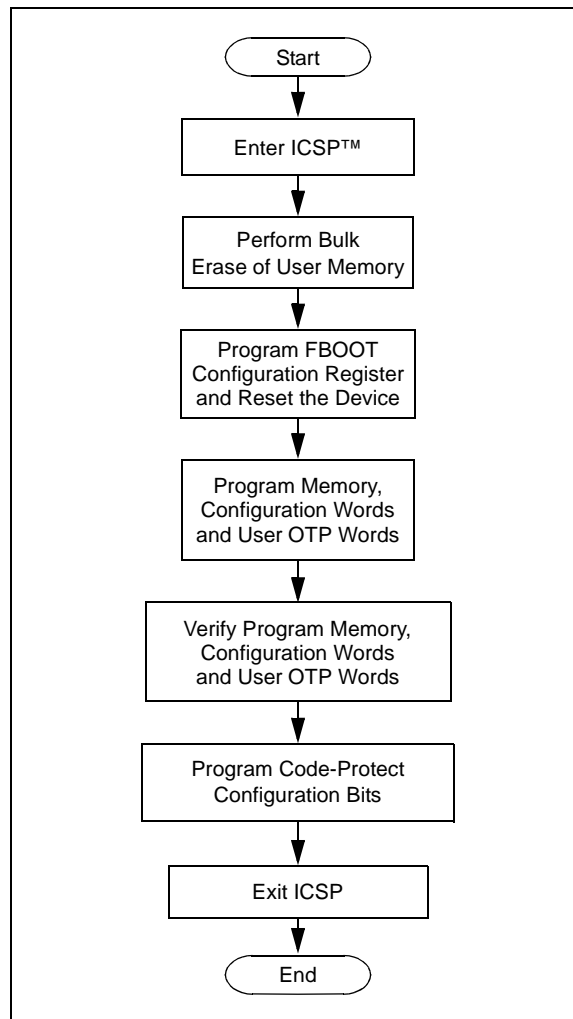 Start
Enter ICSP™
Perform Bulk
Erase of User Memory
Program FBOOT
Configuration Register
and Reset the Device
Program Memory,
Configuration Words
and User OTP Words
Verify Program Memory,
Configuration Words
and User OTP Words
Program Code-Protect
Configuration Bits
Exit ICSP
End